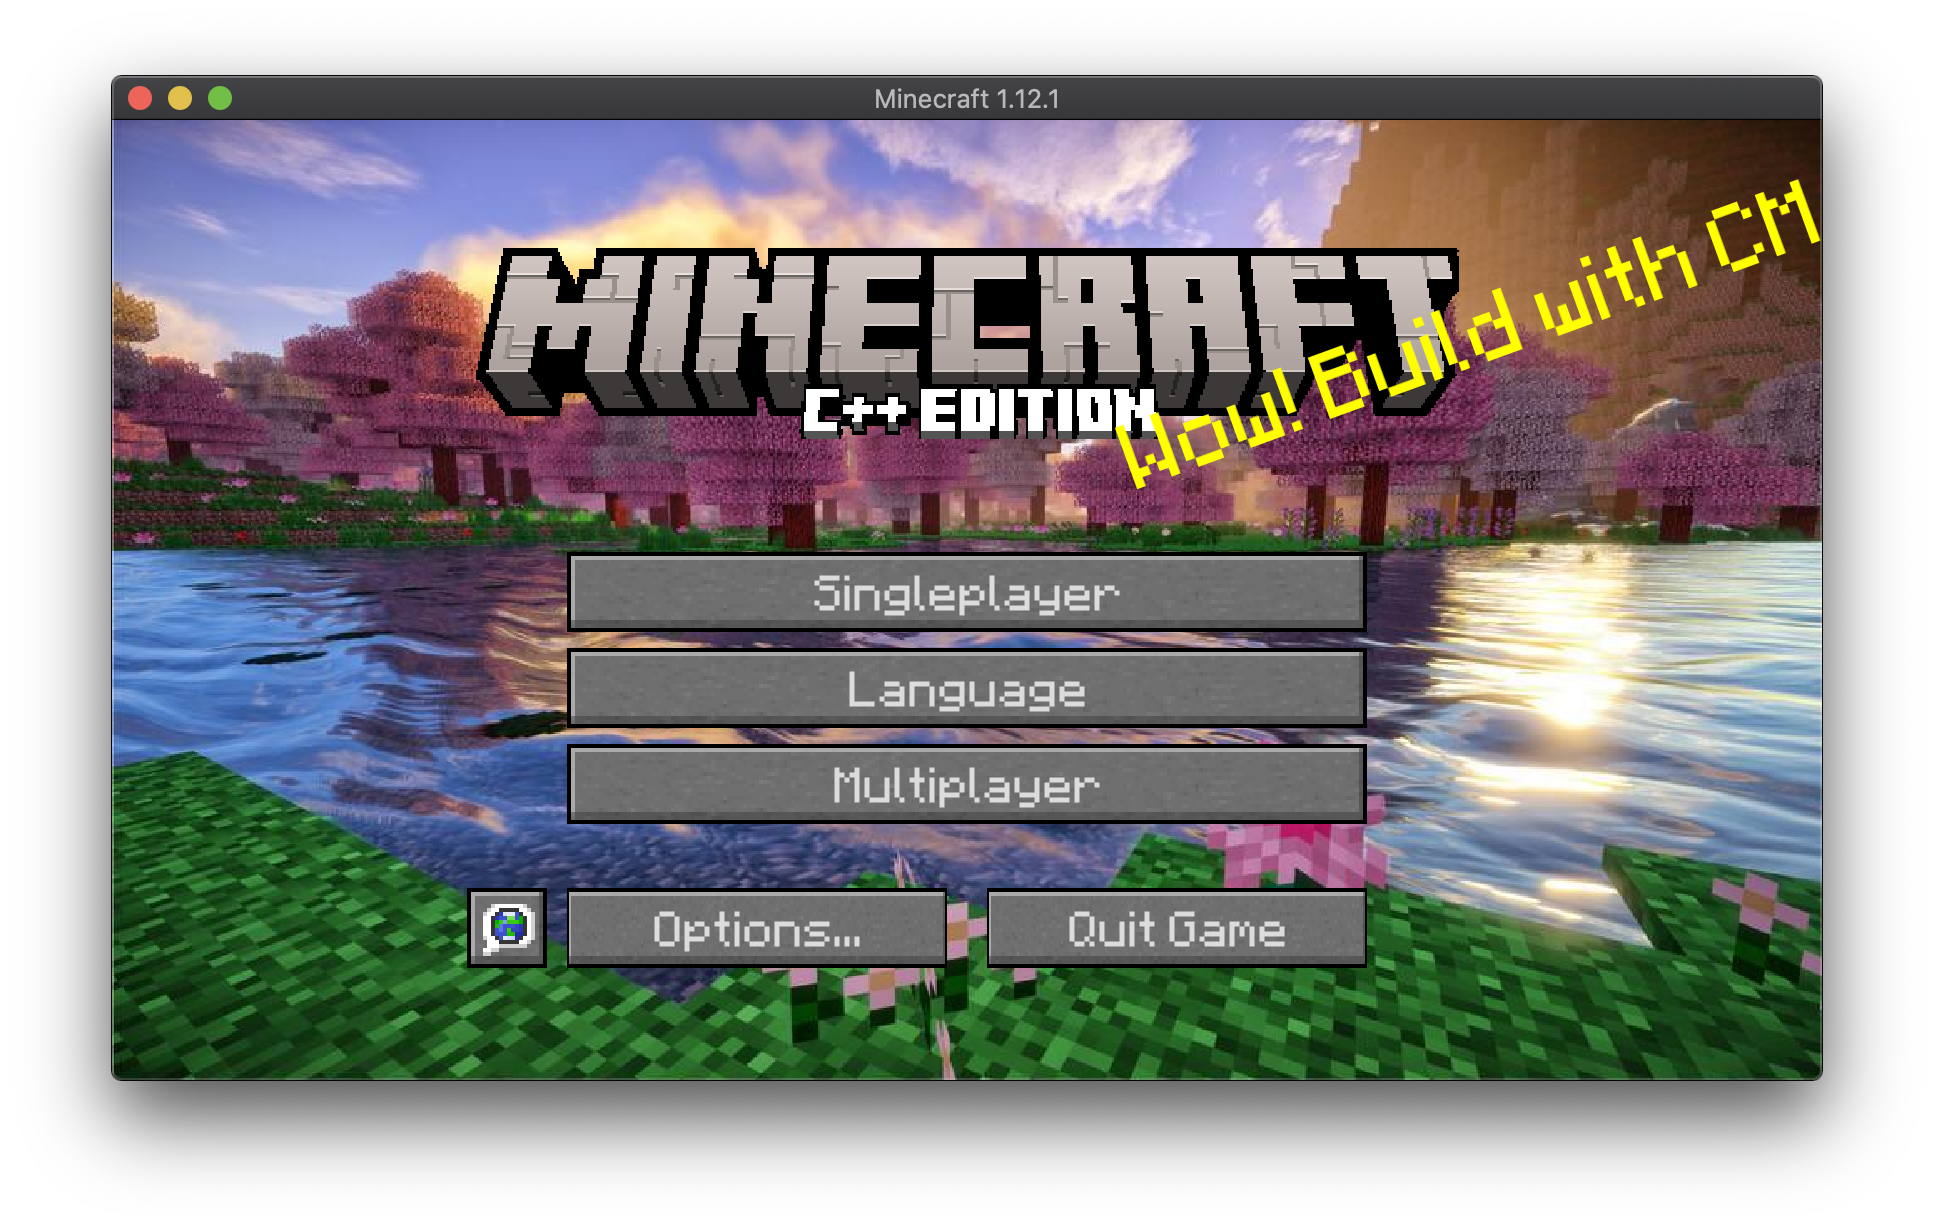 Minecraft 1.12.1
MINECRAFT
C++ EDITION
Wow! Build with CM
Singleplayer
Language
Multiplayer
Options...
Quit Game